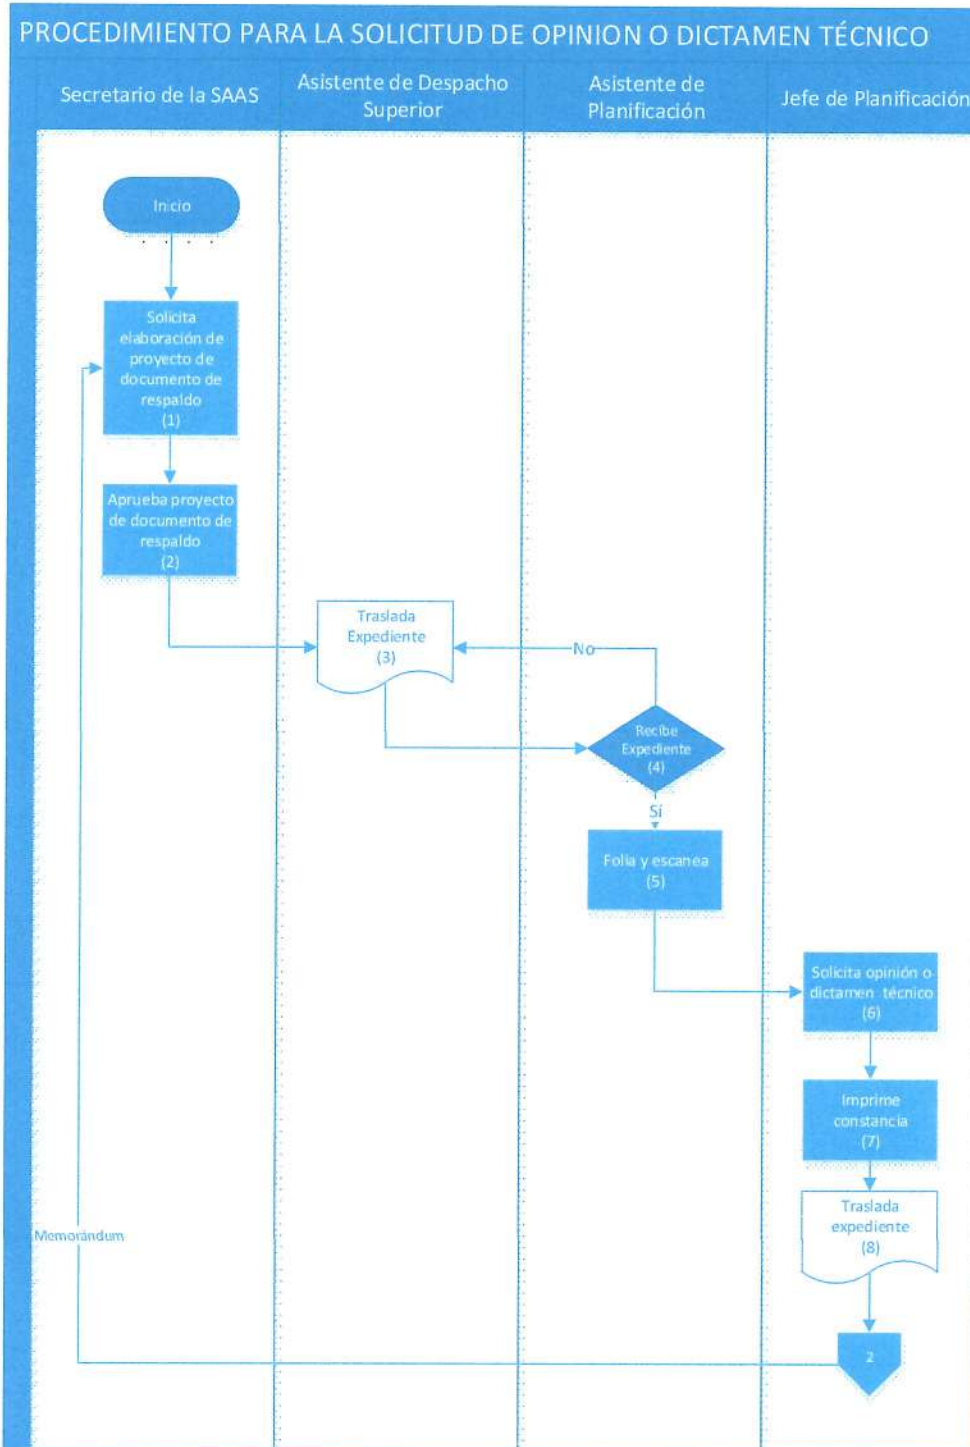 PROCEDIMIENTO PARA LA SOLICITUD DE OPINION O DICTAMEN TÉCNICO
Secretario de la SAAS
Asistente de Despacho
Superior
Asistente de
Planificación
Jefe de Planificación
Inicio
Solicita
elaboración de
proyecto de
documento de
respaldo
(1)
Aprueba proyecto
de documento de
respaldo
(2)
Traslada
Expediente
(3)
No
Recibe
Expediente
(4)
Sí
Folia y escanea
(5)
Solicita opinión o
dictamen técnico
(6)
Imprime
constancia
(7)
Traslada
expediente
(8)
Memorándum
2